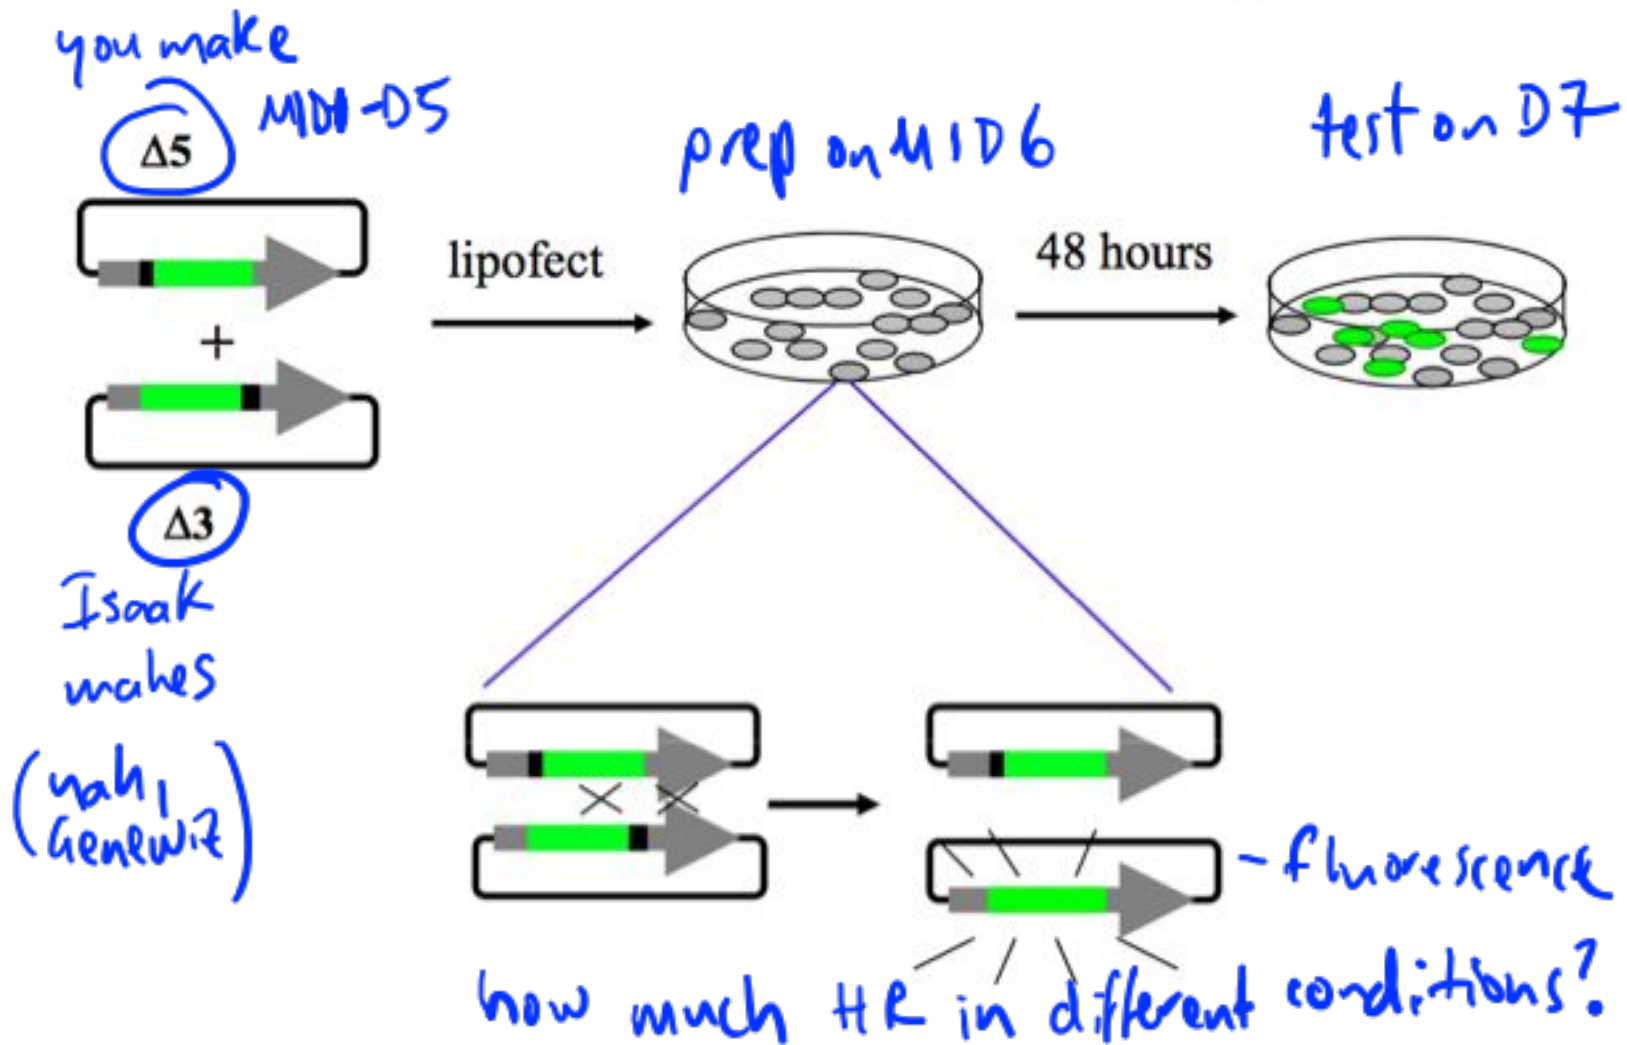 you make
Δ5
M1D1-D5
+
Δ3
Isaak
makes
(nah,
Genewiz)
lipofect
prep on M1D6
48 hours
test on D7
- fluorescence
how much HR in different conditions?